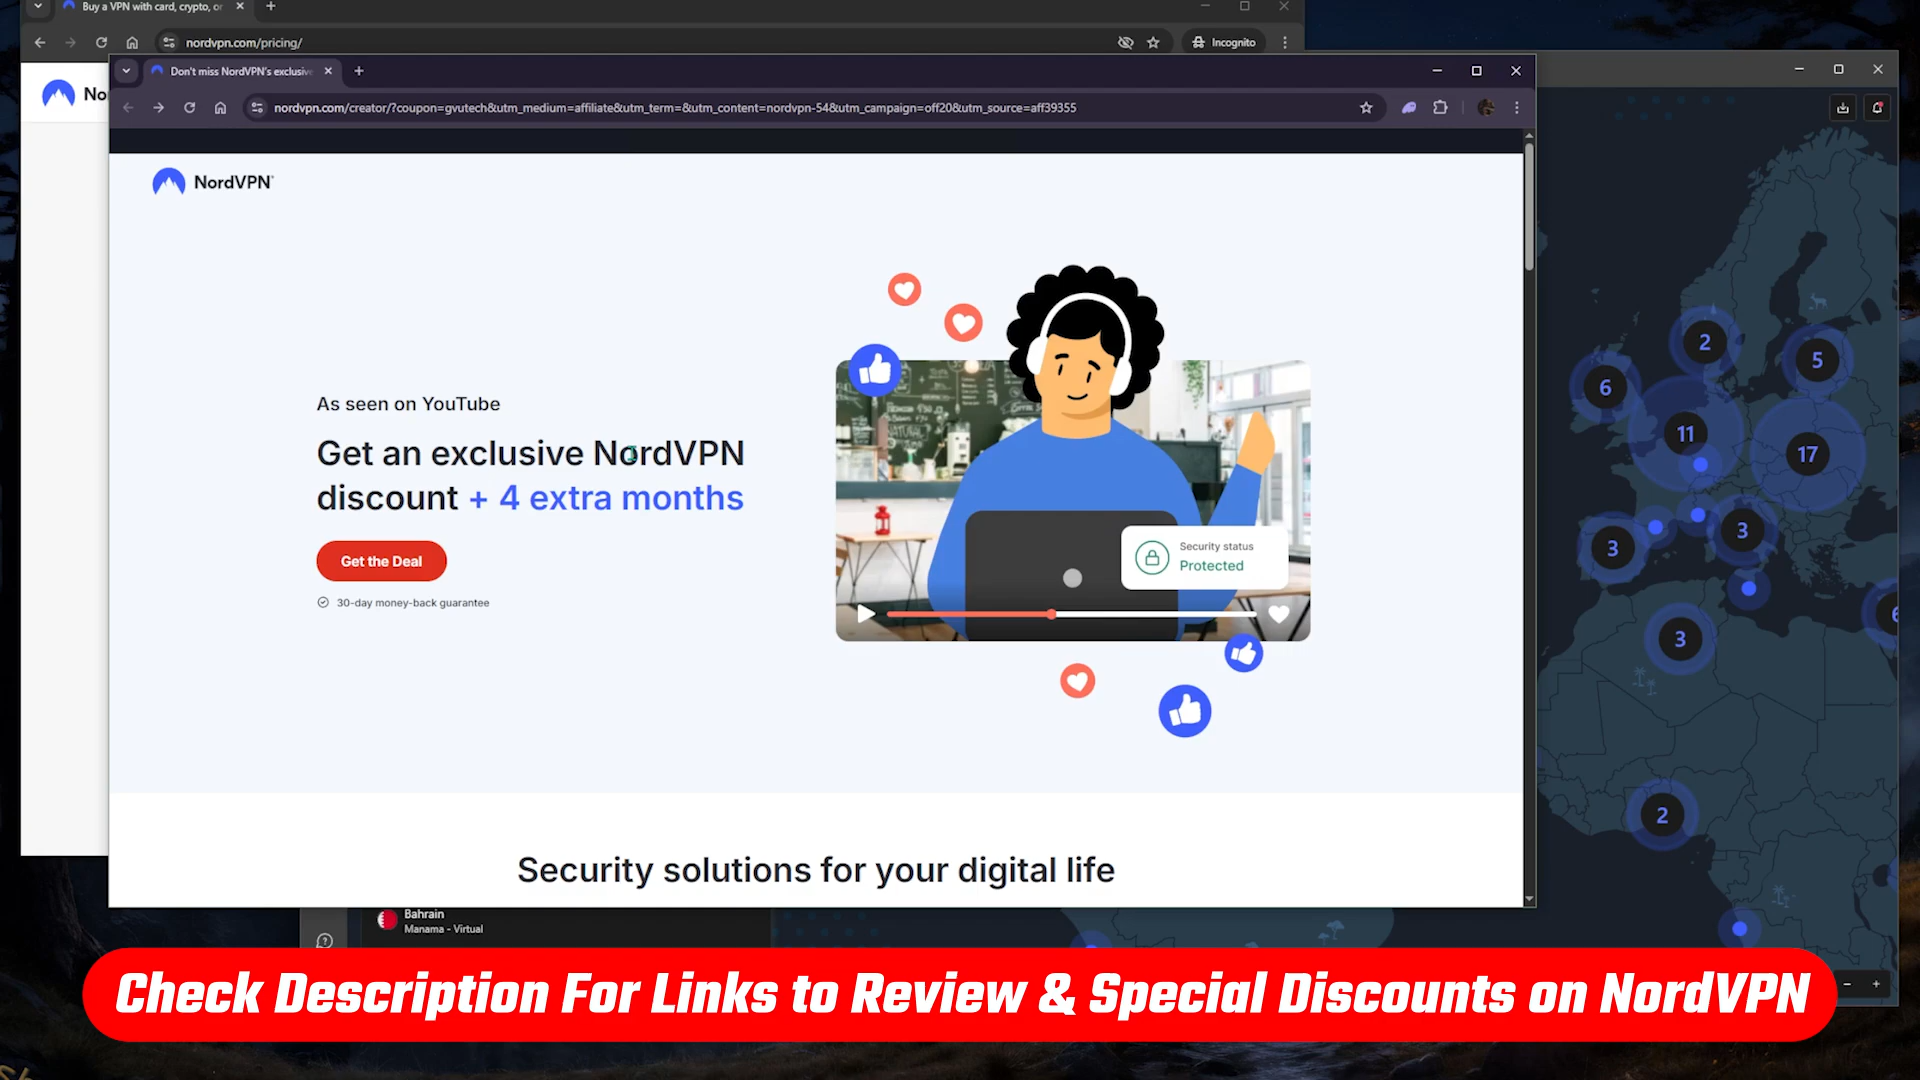 Buy a VPN with card, crypto, or
nordvpn.com/pricing/
Incognito
No
Don't miss NordVPN's exclusive
nordvpn.com/creator/?coupon=gvutech&utm_medium=affiliate&utm_term=&utm_content=nordvpn-54&utm_campaign=off20&utm_source=aff39355
NordVPN
As seen on YouTube
Get an exclusive NordVPN
discount + 4 extra months
Get the Deal
30-day money-back guarantee
Security status
Protected
Security solutions for your digital life
2
5
6
11
17
3
3
3
6
2
Bahrain
Manama - Virtual
Check Description For Links to Review & Special Discounts on NordVPN